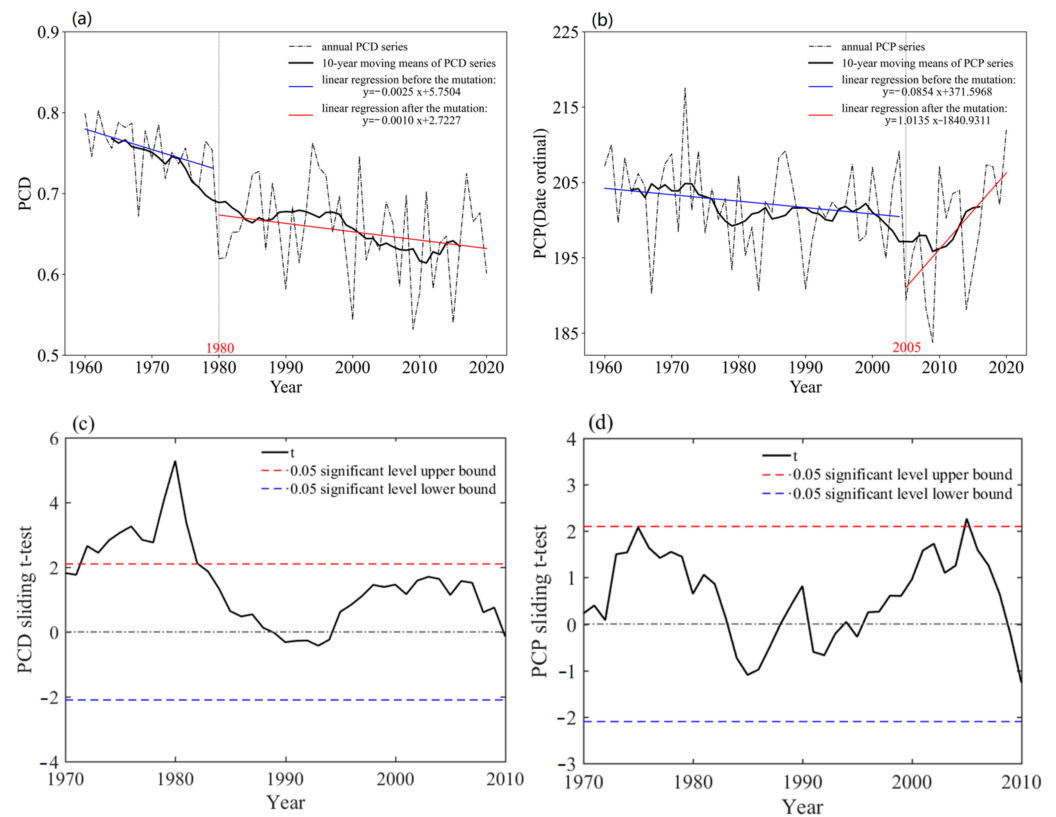 (a)
0.9
0.8
0.7
0.6
0.5
PCD
annual PCD series
10-year moving means of PCD series
linear regression before the mutation:
y=−0.0025 x+5.7504
linear regression after the mutation:
y=−0.0010 x+2.7227
1980
1960 1970 1980 1990 2000 2010 2020
Year
(b)
225
215
205
195
185
PCP(Date ordinal)
annual PCP series
10-year moving means of PCP series
linear regression before the mutation:
y=−0.0854 x+371.5968
linear regression after the mutation:
y=1.0135 x−1840.9311
2005
1960 1970 1980 1990 2000 2010 2020
Year
(c)
6
4
2
0
−2
−4
PCD sliding t-test
t
0.05 significant level upper bound
0.05 significant level lower bound
1970 1980 1990 2000 2010
Year
(d)
4
3
2
1
0
−1
−2
−3
PCP sliding t-test
t
0.05 significant level upper bound
0.05 significant level lower bound
1970 1980 1990 2000 2010
Year